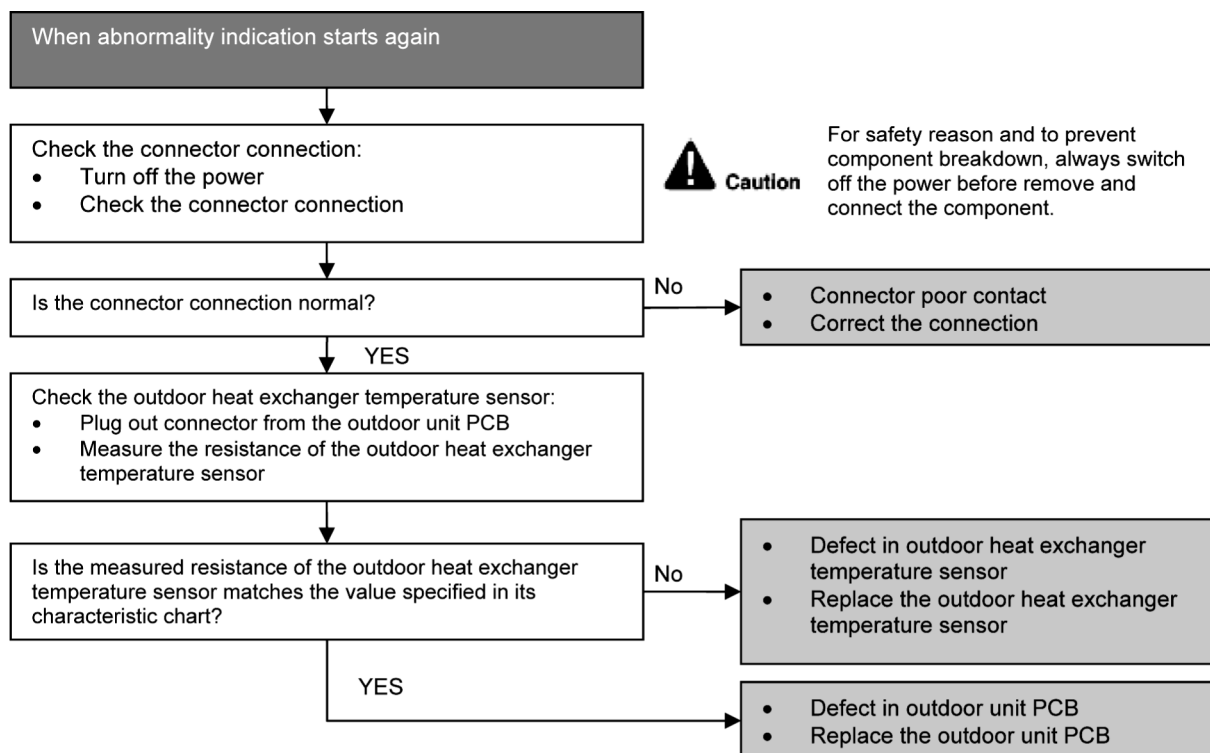 When abnormality indication starts again
Check the connector connection:
• Turn off the power
• Check the connector connection
Caution
For safety reason and to prevent
component breakdown, always switch
off the power before remove and
connect the component.
Is the connector connection normal?
No
• Connector poor contact
• Correct the connection
YES
Check the outdoor heat exchanger temperature sensor:
• Plug out connector from the outdoor unit PCB
• Measure the resistance of the outdoor heat exchanger
temperature sensor
Is the measured resistance of the outdoor heat exchanger
temperature sensor matches the value specified in its
characteristic chart?
No
• Defect in outdoor heat exchanger
temperature sensor
• Replace the outdoor heat exchanger
temperature sensor
YES
• Defect in outdoor unit PCB
• Replace the outdoor unit PCB